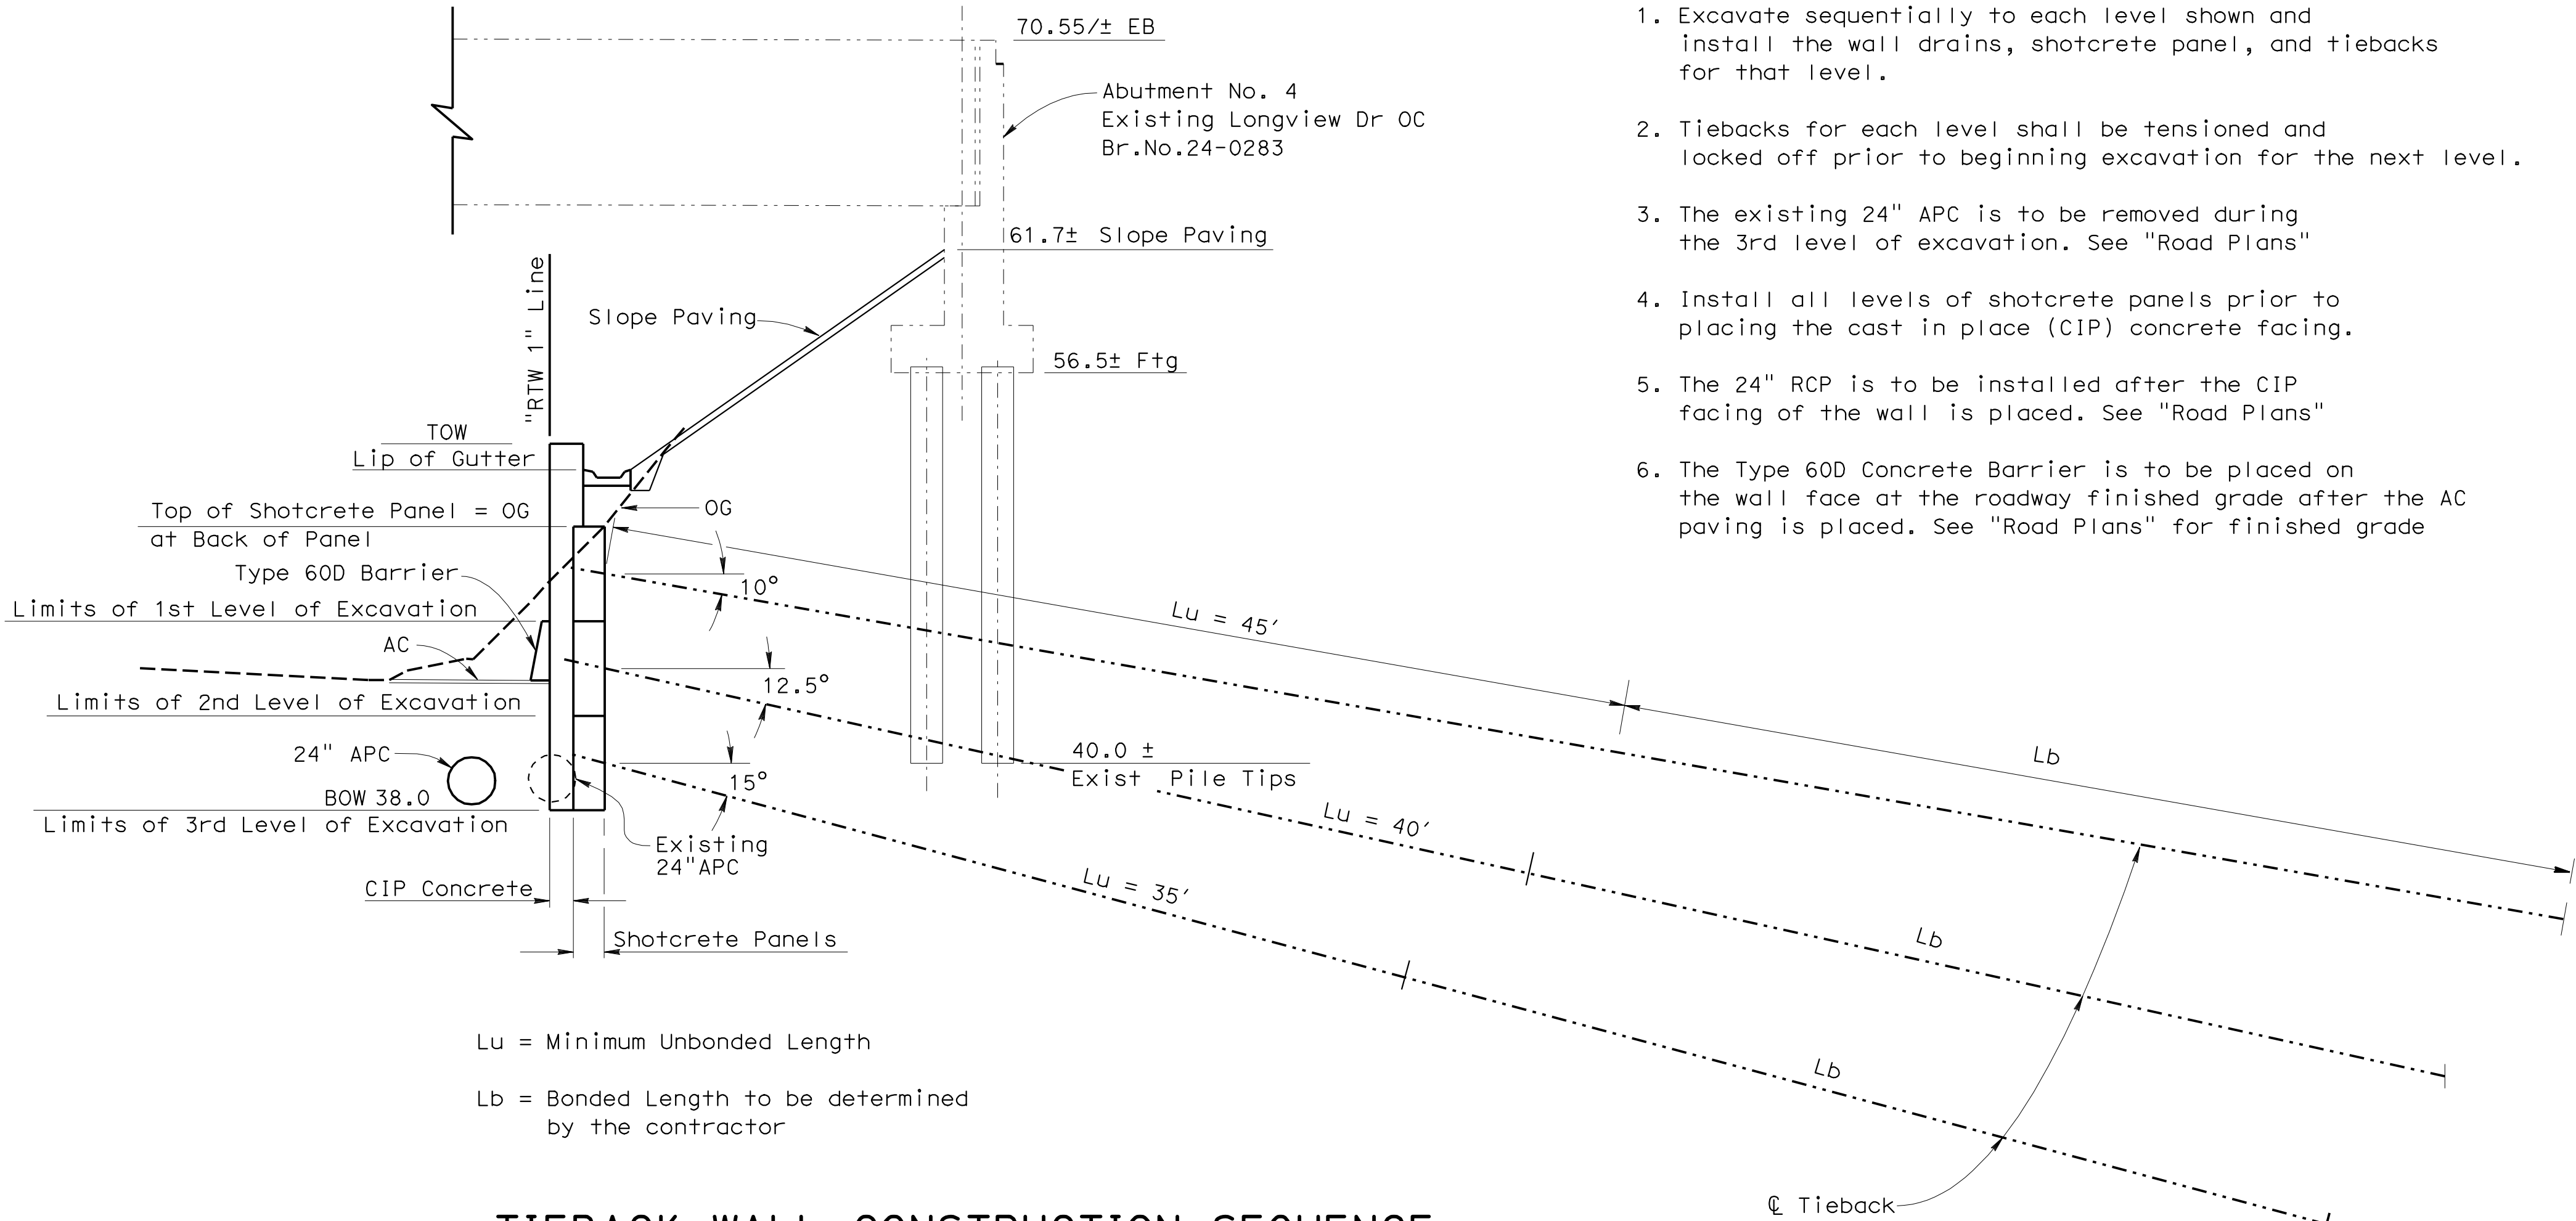 70.55/± EB
Abutment No. 4
Existing Longview Dr OC
Br.No.24-0283
61.7± Slope Paving
"RTW 1" Line
Slope Paving
56.5± Ftg
TOW
Lip of Gutter
Top of Shotcrete Panel = OG
at Back of Panel
OG
Type 60D Barrier
10°
Limits of 1st Level of Excavation
Lu = 45'
AC
12.5°
Limits of 2nd Level of Excavation
24" APC
40.0 ±
Exist Pile Tips
15°
Lb
BOW 38.0
Limits of 3rd Level of Excavation
Lu = 40'
Existing
24"APC
CIP Concrete
Lu = 35'
Shotcrete Panels
Lb
Lb
Lu = Minimum Unbonded Length
Lb = Bonded Length to be determined
by the contractor
℄ Tieback
TIEBACK WALL CONSTRUCTION SEQUENCE
1. Excavate sequentially to each level shown and
install the wall drains, shotcrete panel, and tiebacks
for that level.
2. Tiebacks for each level shall be tensioned and
locked off prior to beginning excavation for the next level.
3. The existing 24" APC is to be removed during
the 3rd level of excavation. See "Road Plans"
4. Install all levels of shotcrete panels prior to
placing the cast in place (CIP) concrete facing.
5. The 24" RCP is to be installed after the CIP
facing of the wall is placed. See "Road Plans"
6. The Type 60D Concrete Barrier is to be placed on
the wall face at the roadway finished grade after the AC
paving is placed. See "Road Plans" for finished grade